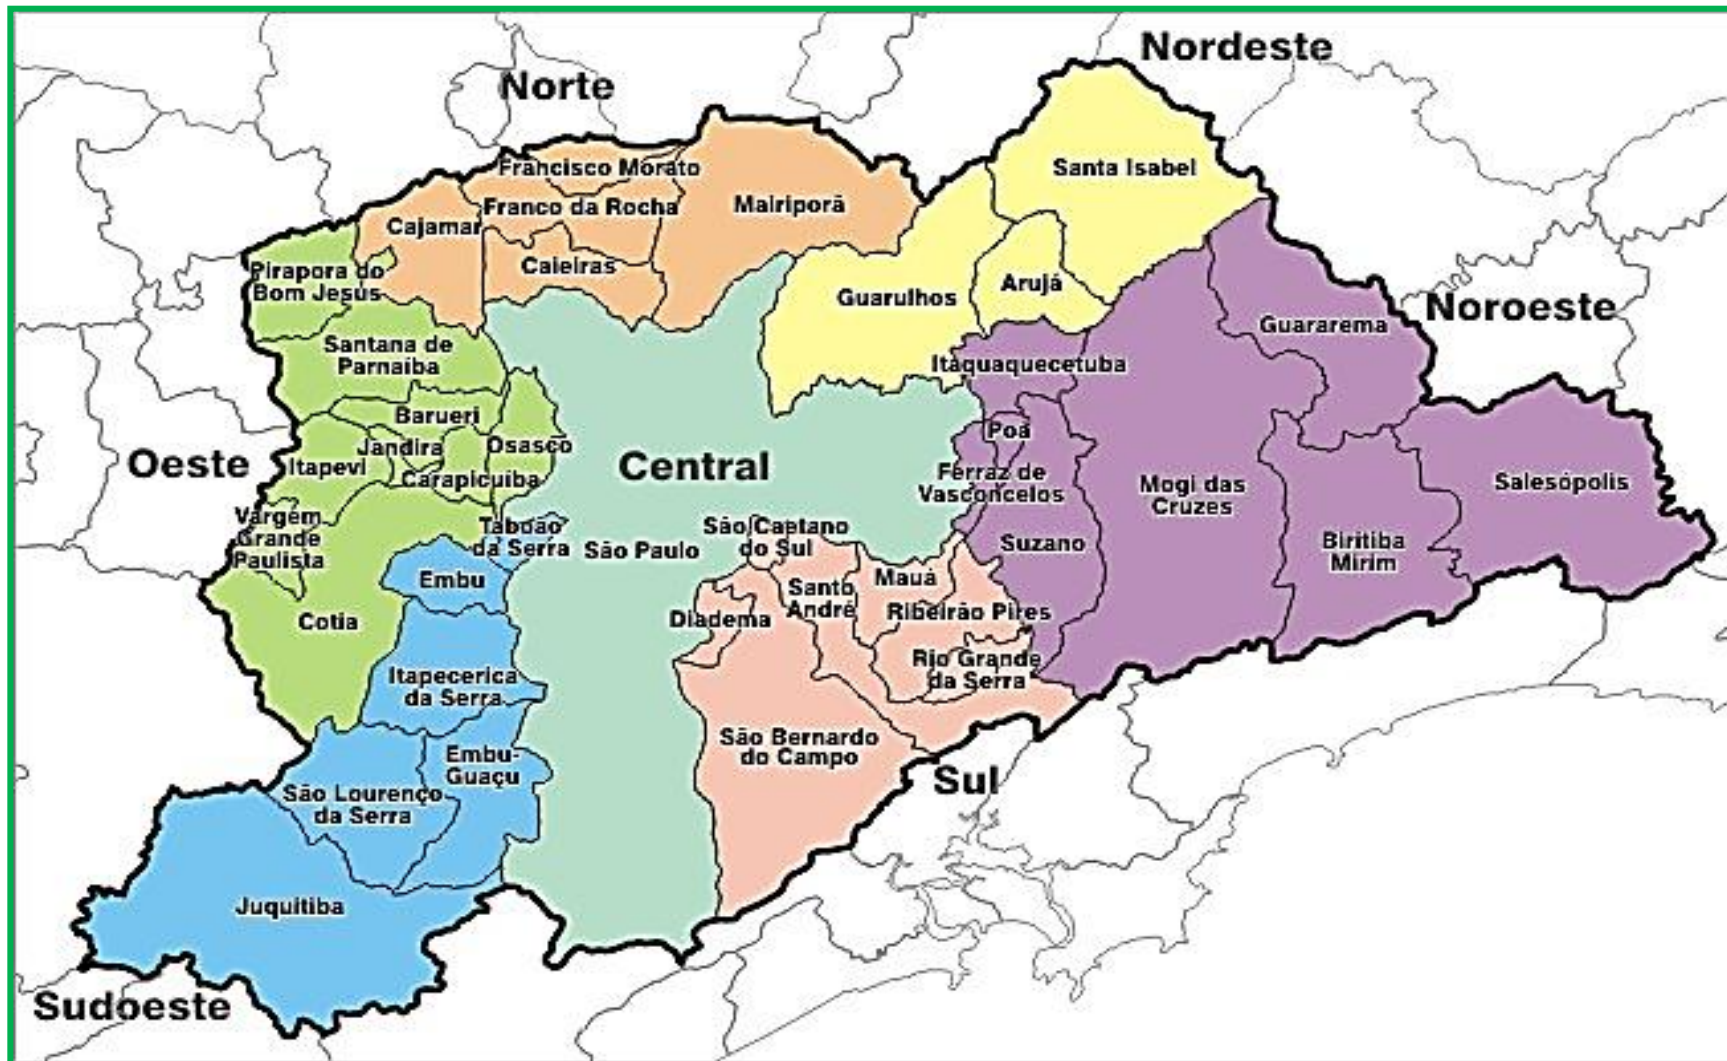 Nordeste
Norte
Francisco Morato
Santa Isabel
Franco da Rocha
Mairiporã
Cajamar
Caieiras
Pirapora do
Bom Jesus
Arujá
Guarulhos
Noroeste
Guararema
Santana de
Parnaíba
Itaquaquecetuba
Barueri
Poá
Jandira
Osasco
Oeste
Itapevi
Central
Carapicuíba
Ferraz de
Vasconcelos
Mogi das
Cruzes
Salesópolis
Vargem
Grande
Paulista
Taboão
da Serra
São Paulo
São Caetano
do Sul
Suzano
Biritiba
Mirim
Embu
Mauá
Santo
André
Cotia
Diadema
Ribeirão Pires
Itapecerica
da Serra
Rio Grande
da Serra
São Bernardo
do Campo
Embu-
Guaçu
Sul
São Lourenço
da Serra
Juquitiba
Sudoeste